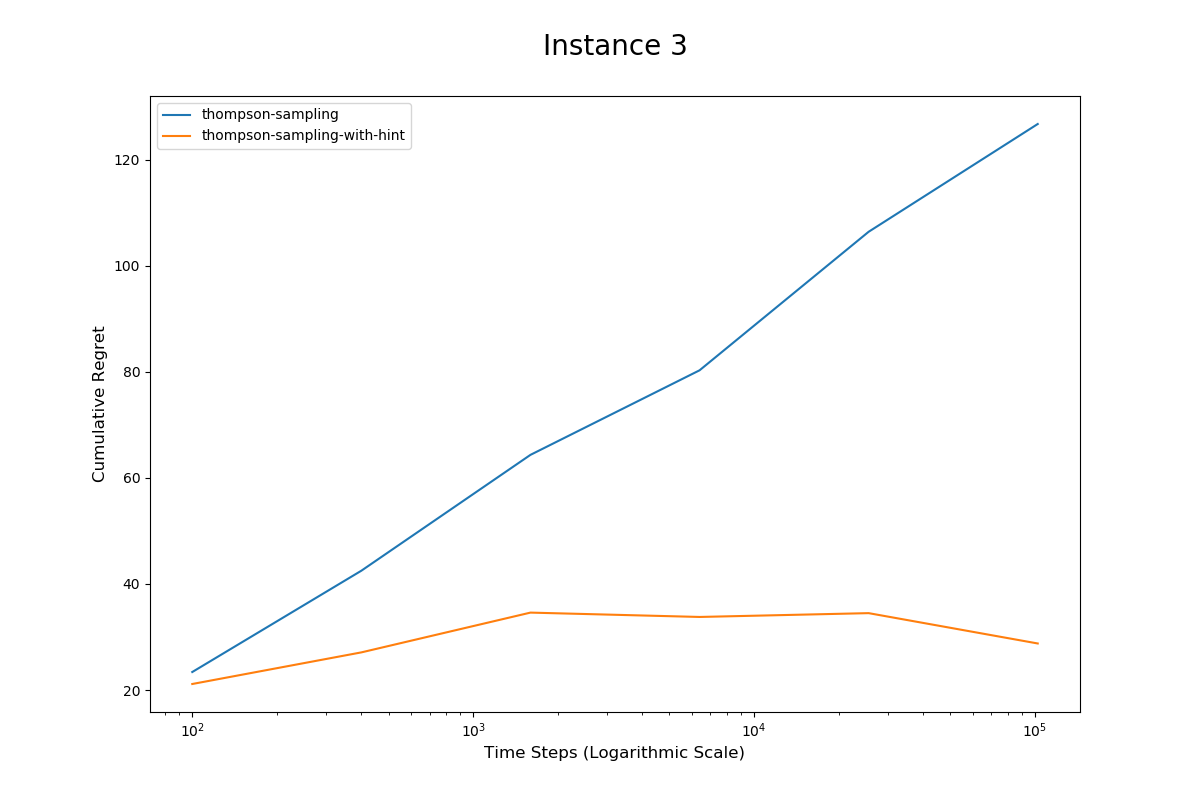 Instance 3
thompson-sampling
thompson-sampling-with-hint
120
100
80
60
40
20
Cumulative Regret
10² 10³ 10⁴ 10⁵
Time Steps (Logarithmic Scale)